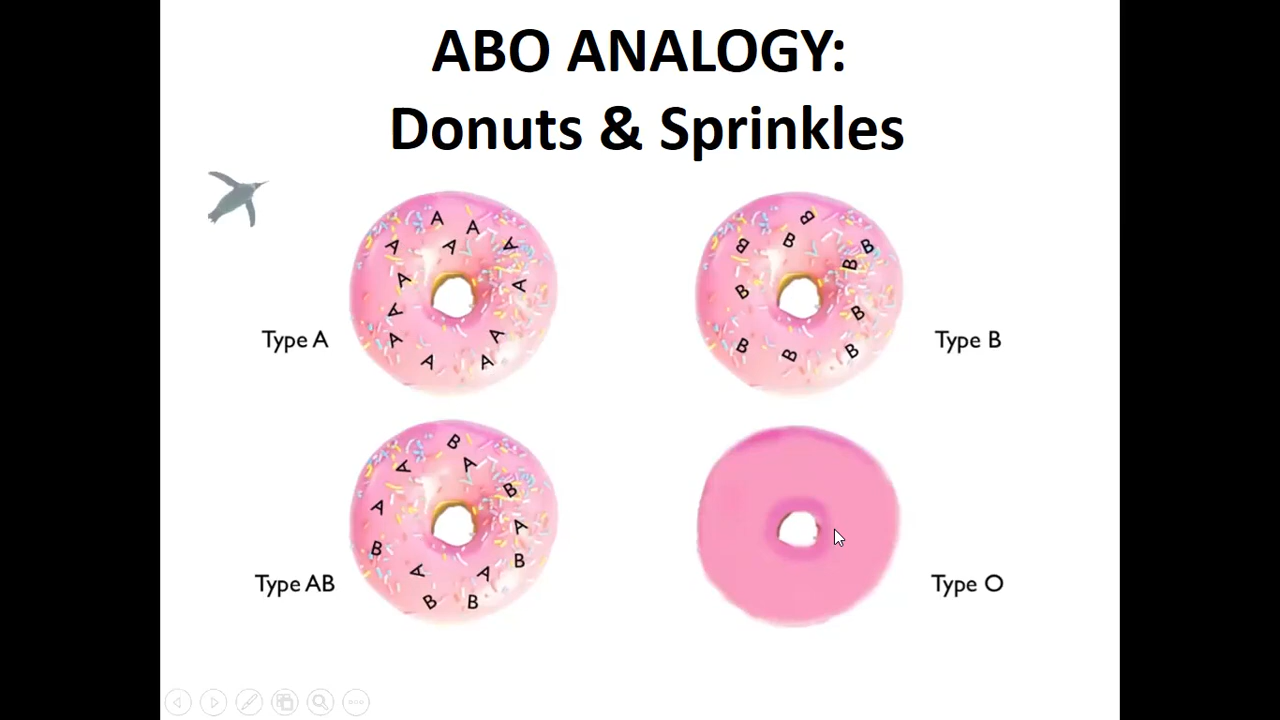 ABO ANALOGY:
Donuts & Sprinkles
A A A A A A A A A A A A A
Type A
B B B B B B B B B B B
Type B
B A A B A A B B A A B B
Type AB
Type O